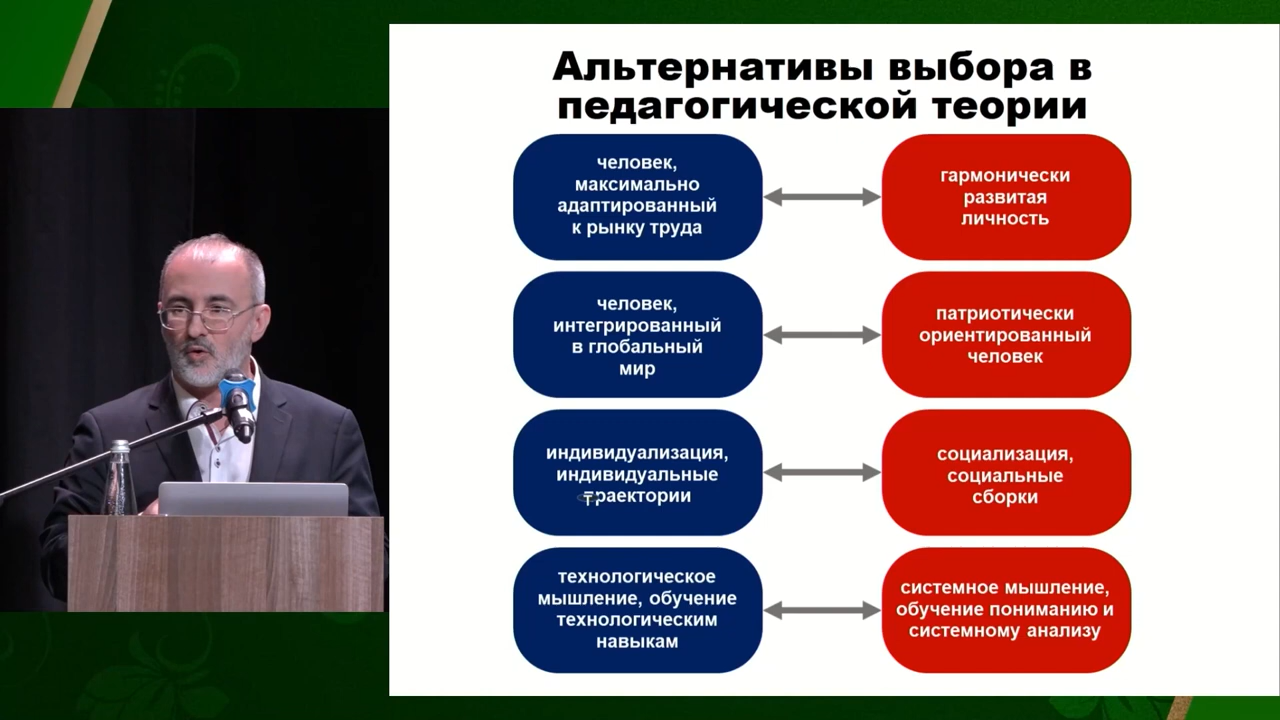 Альтернативы выбора в
педагогической теории
человек,
максимально
адаптированный
к рынку труда
гармонически
развитая
личность
человек,
интегрированный
в глобальный
мир
патриотически
ориентированный
человек
индивидуализация,
индивидуальные
траектории
социализация,
социальные
сборки
технологическое
мышление, обучение
технологическим
навыкам
системное мышление,
обучение пониманию и
системному анализу